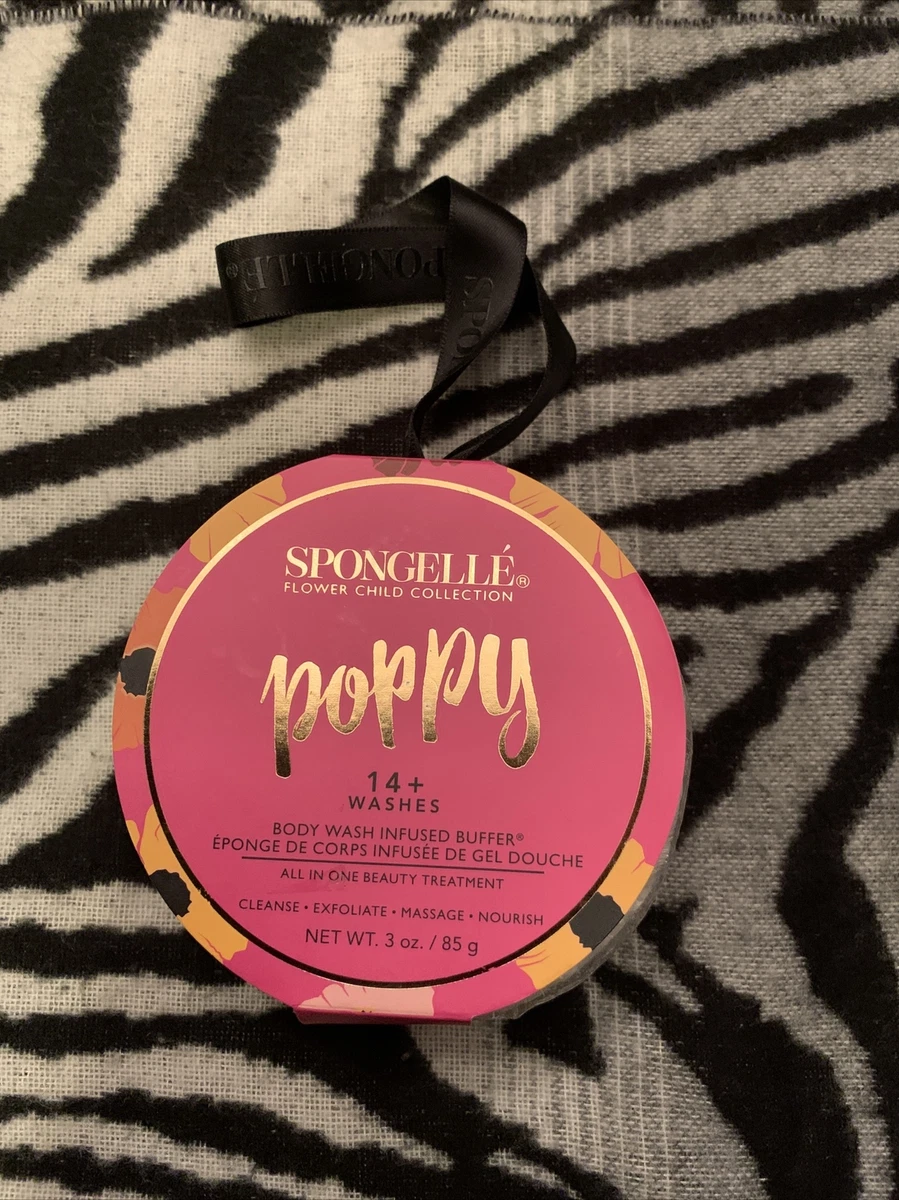 SPONGELLÉ®
SPO
SPONGELLÉ®
FLOWER CHILD COLLECTION
poppy
14+
WASHES
BODY WASH INFUSED BUFFER®
ÉPONGE DE CORPS INFUSÉE DE GEL DOUCHE
ALL IN ONE BEAUTY TREATMENT
CLEANSE • EXFOLIATE • MASSAGE • NOURISH
NET WT. 3 oz. / 85 g